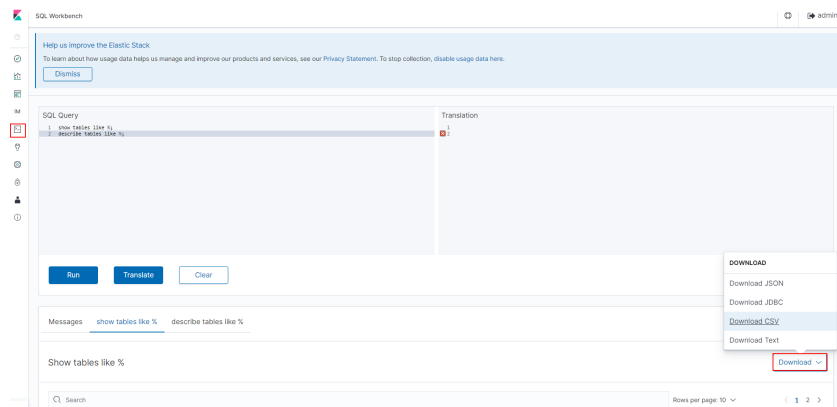 SQL Workbench
admin
Help us improve the Elastic Stack
To learn about how usage data helps us manage and improve our products and services, see our Privacy Statement. To stop collection, disable usage data here.
Dismiss
IM
SQL Query
Translation
1 show tables like %;
2 describe tables like %;
1
2
Run
Translate
Clear
DOWNLOAD
Download JSON
Download JDBC
Download CSV
Download Text
Messages
show tables like %
describe tables like %
Show tables like %
Download
Search
Rows per page: 10
1 2